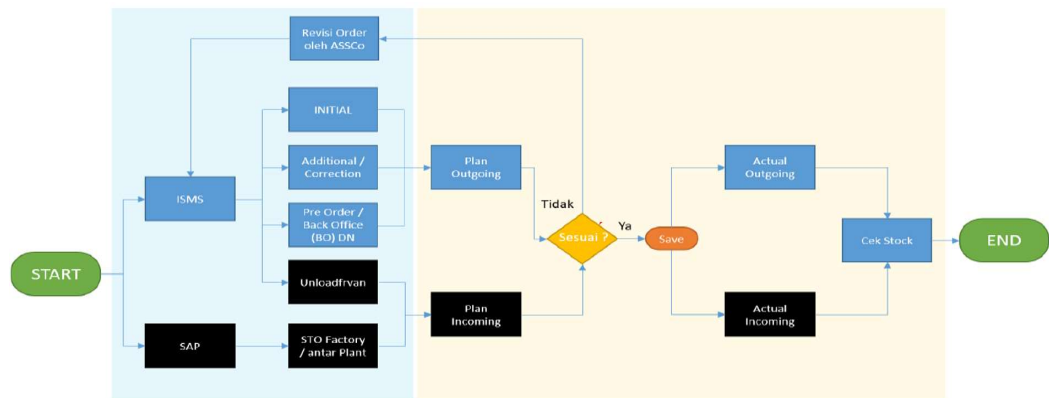 Revisi Order
oleh ASSCo
INITIAL
Additional /
Correction
Plan
Outgoing
Actual
Outgoing
ISMS
Pre Order /
Back Office
(BO) DN
Tidak
Ya
Sesuai ?
Save
Cek Stock
END
START
Unloadfrvan
Plan
Incoming
Actual
Incoming
SAP
STO Factory
/ antar Plant